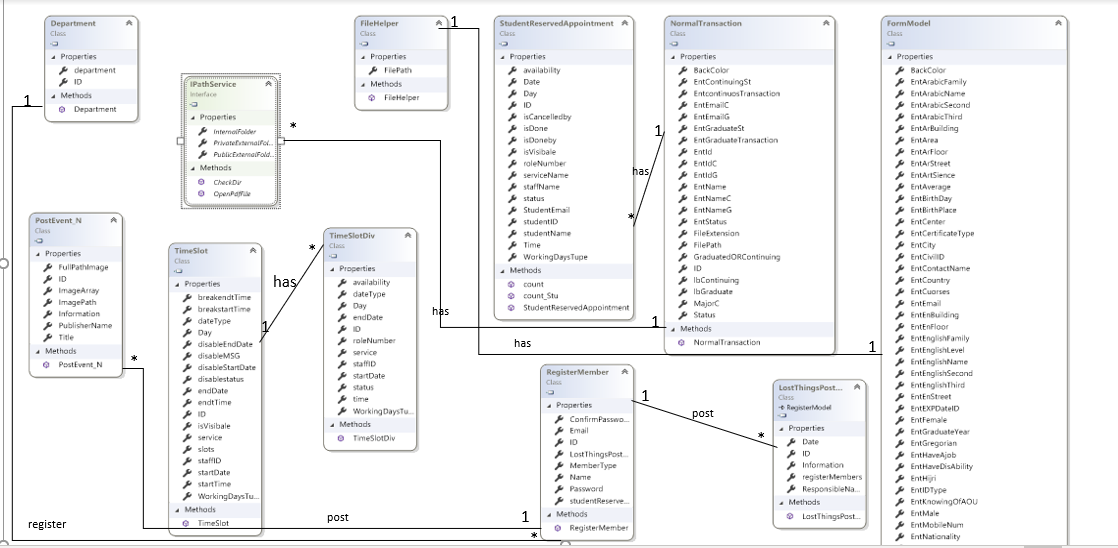 Department
Class
Properties
department
ID
Methods
Department
1
IPathService
Interface
Properties
InternalFolder
PrivateExternalFol...
PublicExternalFold...
Methods
CheckDir
OpenPdfFile
*
FileHelper
Class
Properties
FilePath
Methods
FileHelper
1
StudentReservedAppointment
Class
Properties
availability
Date
Day
ID
isCancelledby
isDone
isDoneby
isVisibale
roleNumber
serviceName
staffName
status
StudentEmail
studentID
studentName
Time
WorkingDaysTupe
Methods
count
count_Stu
StudentReservedAppointment
1
has
*
NormalTransaction
Class
Properties
BackColor
EntContinuingSt
EntcontinuosTransaction
EntEmailC
EntEmailG
EntGraduateSt
EntGraduateTransaction
EntId
EntIdC
EntIdG
EntName
EntNameC
EntNameG
EntStatus
FileExtension
FilePath
GraduatedORContinuing
ID
lbContinuing
lbGraduate
MajorC
Status
Methods
NormalTransaction
has
1
has
1
FormModel
Class
Properties
BackColor
EntArabicFamily
EntArabicName
EntArabicSecond
EntArabicThird
EntArBuilding
EntArea
EntArFloor
EntArStreet
EntArtSience
EntAverage
EntBirthDay
EntBirthPlace
EntCenter
EntCertificateType
EntCity
EntCivilID
EntContactName
EntCountry
EntCuorses
EntEmail
EntEnBuilding
EntEnFloor
EntEnglishFamily
EntEnglishLevel
EntEnglishName
EntEnglishSecond
EntEnglishThird
EntEnStreet
EntEXPDateID
EntFemale
EntGraduateYear
EntGregorian
EntHaveAjob
EntHaveDisAbility
EntHijri
EntIDType
EntKnowingOfAOU
EntMale
EntMobileNum
EntNationality
PostEvent_N
Class
Properties
FullPathImage
ID
ImageArray
ImagePath
Information
PublisherName
Title
Methods
PostEvent_N
*
TimeSlot
Class
Properties
breakendtTime
breakstartTime
dateType
Day
disableEndDate
disableMSG
disableStartDate
disablestatus
endDate
endtTime
ID
isVisibale
service
slots
staffID
startDate
startTime
WorkingDaysTu...
Methods
TimeSlot
1
has
*
TimeSlotDiv
Class
Properties
availability
dateType
Day
endDate
ID
roleNumber
service
staffID
startDate
status
time
WorkingDaysTu...
Methods
TimeSlotDiv
RegisterMember
Class
Properties
ConfirmPasswo...
Email
ID
LostThingsPost...
MemberType
Name
Password
studentReserve...
Methods
RegisterMember
1
post
*
LostThingsPost...
Class
RegisterModel
Properties
Date
ID
Information
registerMembers
ResponsibleNa...
Methods
LostThingsPost...
post
1
register
*